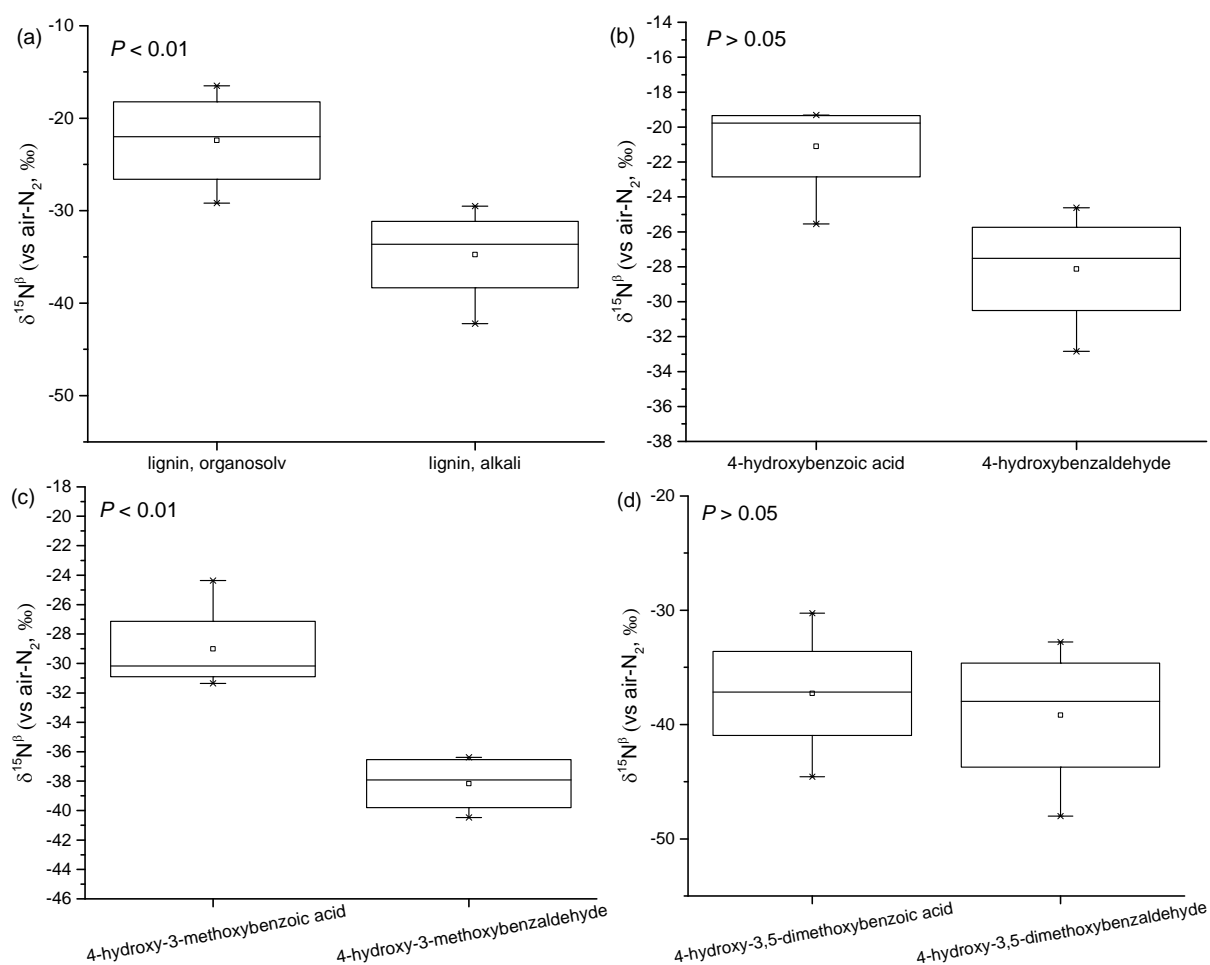 (a)
P < 0.01
-10
-20
-30
-40
-50
δ¹⁵Nᵝ (vs air-N₂, ‰)
lignin, organosolv
lignin, alkali
(b)
P > 0.05
-14
-16
-18
-20
-22
-24
-26
-28
-30
-32
-34
-36
-38
δ¹⁵Nᵝ (vs air-N₂, ‰)
4-hydroxybenzoic acid
4-hydroxybenzaldehyde
(c)
P < 0.01
-18
-20
-22
-24
-26
-28
-30
-32
-34
-36
-38
-40
-42
-44
-46
δ¹⁵Nᵝ (vs air-N₂, ‰)
4-hydroxy-3-methoxybenzoic acid
4-hydroxy-3-methoxybenzaldehyde
(d)
P > 0.05
-20
-30
-40
-50
δ¹⁵Nᵝ (vs air-N₂, ‰)
4-hydroxy-3,5-dimethoxybenzoic acid
4-hydroxy-3,5-dimethoxybenzaldehyde